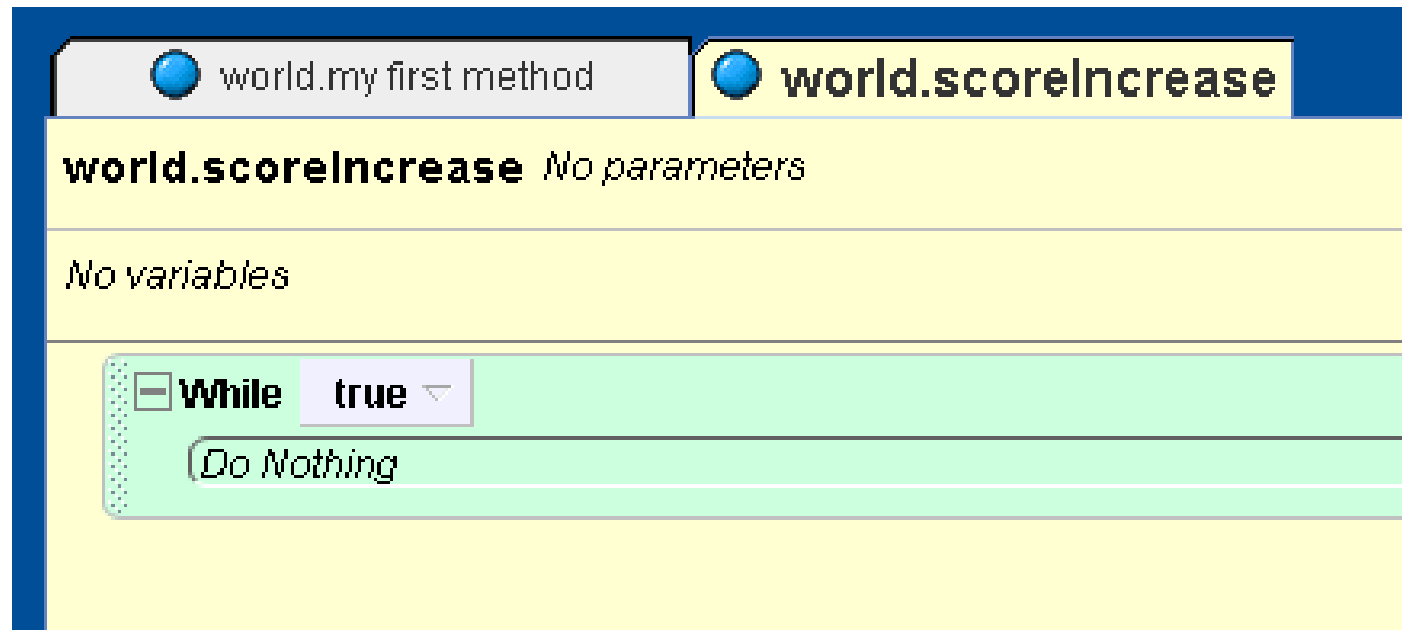 world.my first method
world.scoreIncrease
world.scoreIncrease No parameters
No variables
While true
Do Nothing